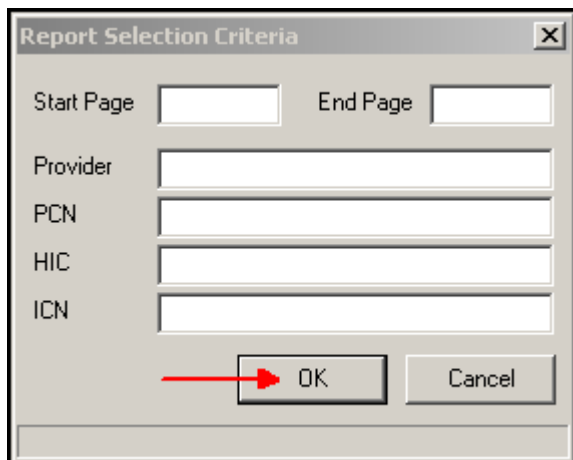 Report Selection Criteria
Start Page End Page
Provider
PCN
HIC
ICN
OK Cancel